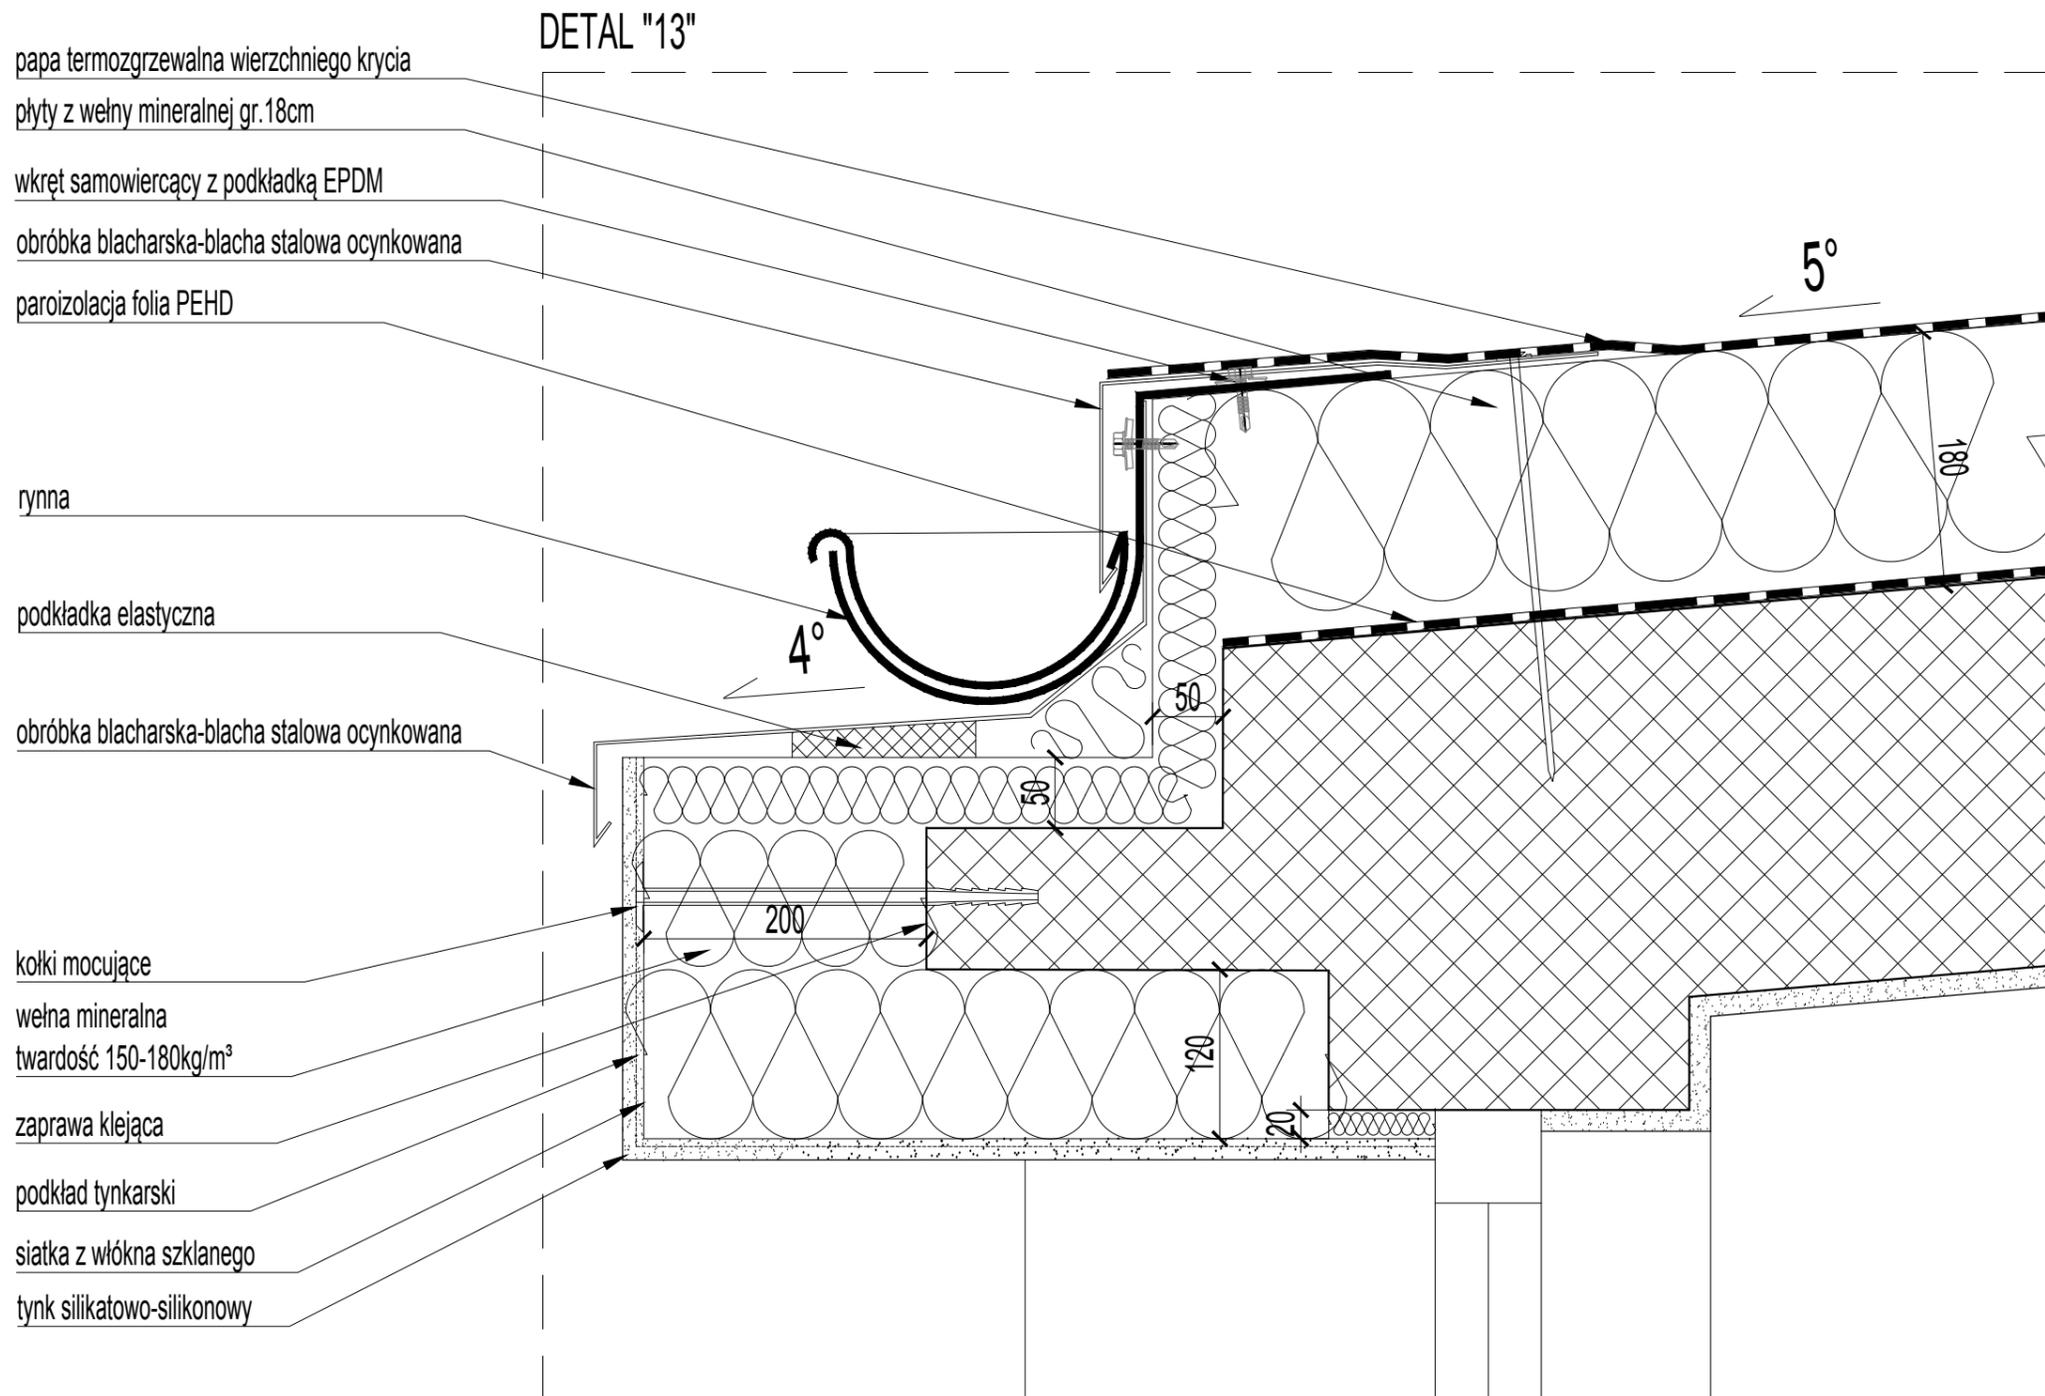 DETAL "13"
papa termozgrzewalna wierzchniego krycia
płyty z wełny mineralnej gr.18cm
wkręt samowiercący z podkładką EPDM
obróbka blacharska-blacha stalowa ocynkowana
paroizolacja folia PEHD
rynna
podkładka elastyczna
obróbka blacharska-blacha stalowa ocynkowana
kołki mocujące
wełna mineralna
twardość 150-180kg/m³
zaprawa klejąca
podkład tynkarski
siatka z włókna szklanego
tynk silikatowo-silikonowy
5°
180
4°
50
50
200
120
20